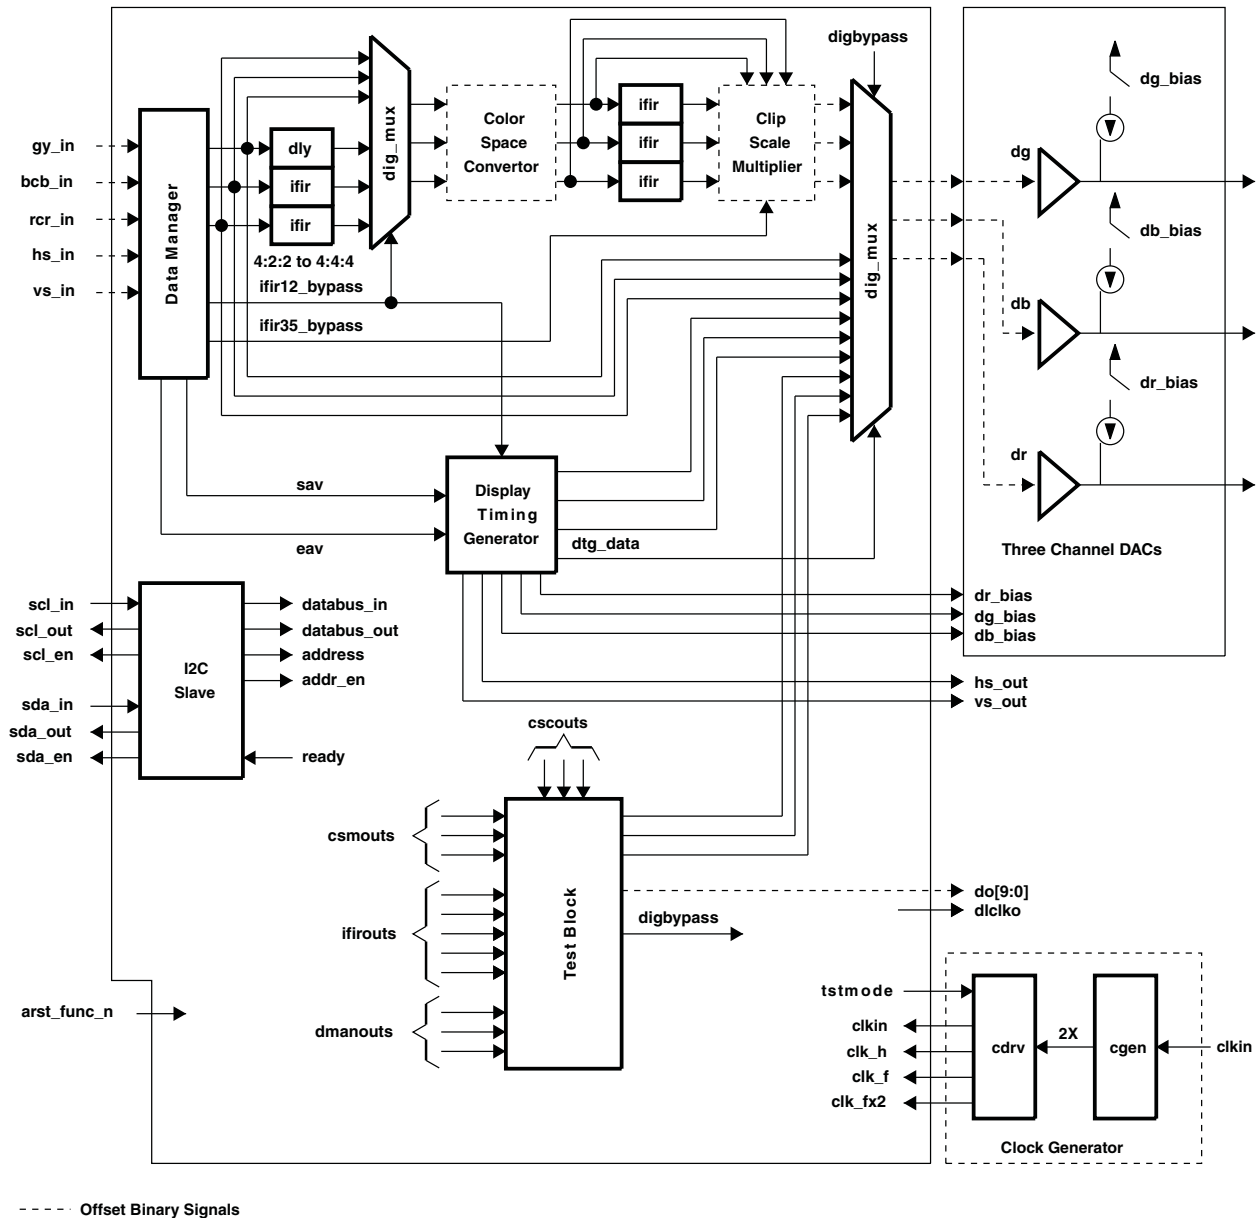 digbypass
dg_bias
gy_in
bcb_in
rcr_in
hs_in
vs_in
Data Manager
dly
ifir
ifir
4:2:2 to 4:4:4
ifir12_bypass
ifir35_bypass
dig_mux
Color
Space
Convertor
ifir
ifir
ifir
Clip
Scale
Multiplier
dig_mux
dg
db_bias
db
dr_bias
dr
Three Channel DACs
sav
eav
Display
Timing
Generator
dtg_data
dr_bias
dg_bias
db_bias
hs_out
vs_out
scl_in
scl_out
scl_en
sda_in
sda_out
sda_en
I2C
Slave
databus_in
databus_out
address
addr_en
ready
cscouts
csmouts
ifirouts
dmanouts
Test Block
do[9:0]
dlclko
digbypass
arst_func_n
tstmode
clkin
clk_h
clk_f
clk_fx2
cdrv
2X
cgen
clkin
Clock Generator
Offset Binary Signals